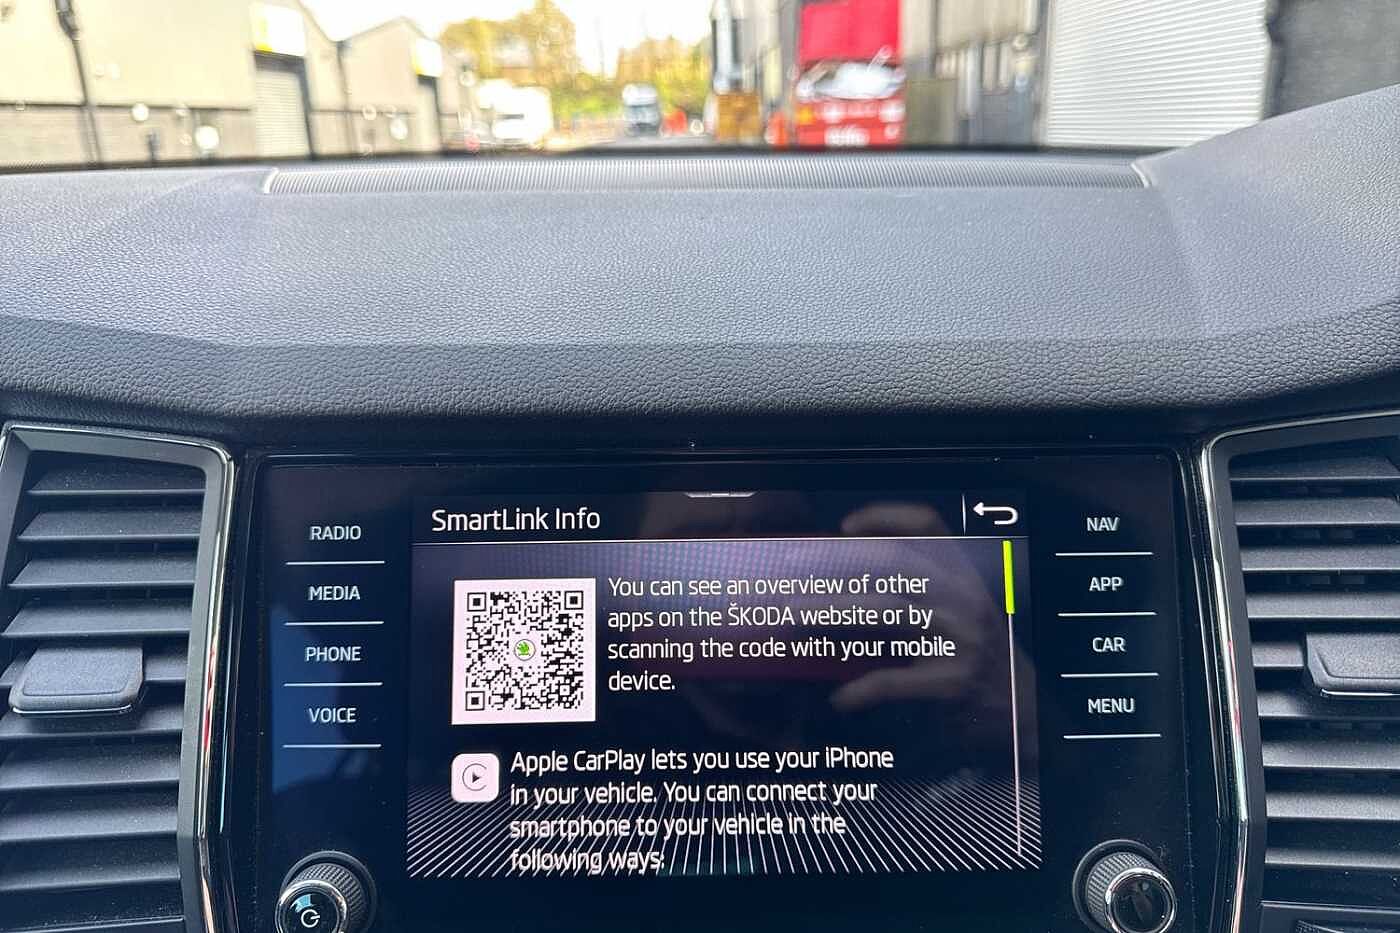 SmartLink Info
RADIO
MEDIA
PHONE
VOICE
You can see an overview of other
apps on the ŠKODA website or by
scanning the code with your mobile
device.
Apple CarPlay lets you use your iPhone
in your vehicle. You can connect your
smartphone to your vehicle in the
following ways:
NAV
APP
CAR
MENU